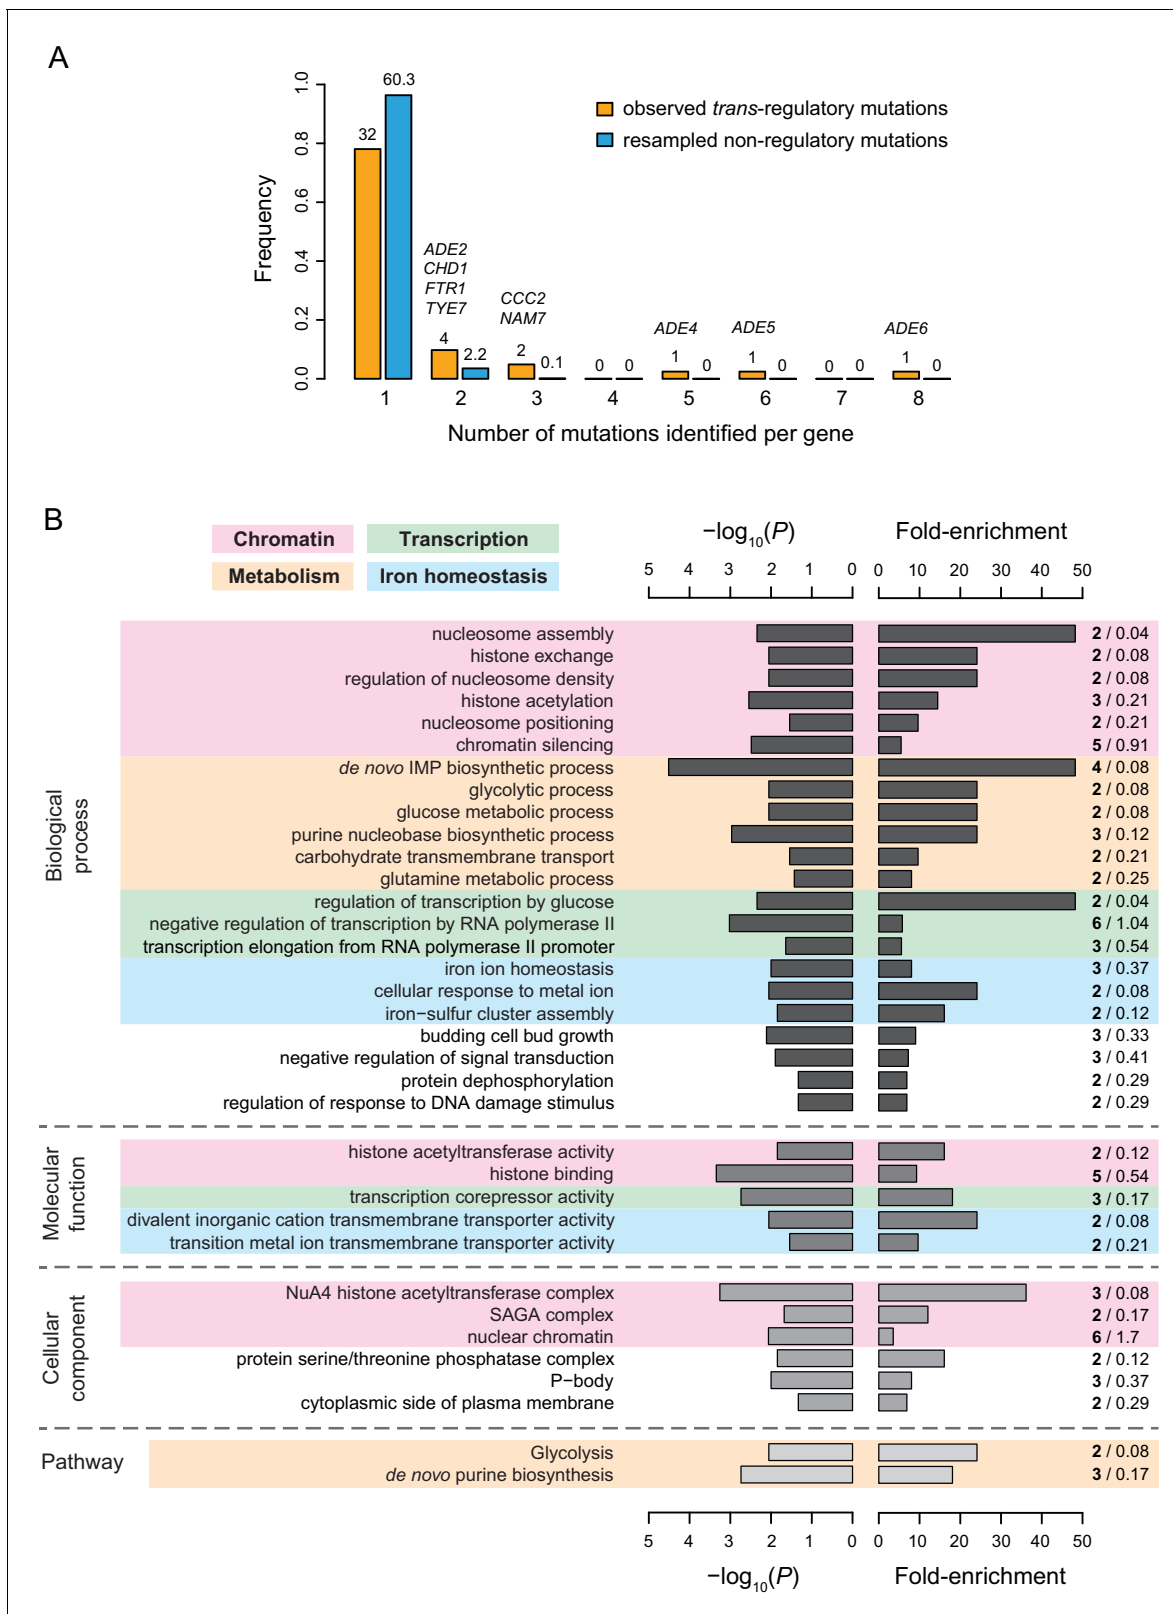 A
observed trans-regulatory mutations
resampled non-regulatory mutations
Frequency
0.0 0.2 0.4 0.6 0.8 1.0
32 60.3
ADE2
CHD1
FTR1
TYE7
4 2.2
CCC2
NAM7
2 0.1
0 0
ADE4
1 0
ADE5
1 0
0 0
ADE6
1 0
1 2 3 4 5 6 7 8
Number of mutations identified per gene
B
Chromatin Transcription
Metabolism Iron homeostasis
−log10(P) Fold-enrichment
5 4 3 2 1 0 0 10 20 30 40 50
Biological
process
nucleosome assembly 2 / 0.04
histone exchange 2 / 0.08
regulation of nucleosome density 2 / 0.08
histone acetylation 3 / 0.21
nucleosome positioning 2 / 0.21
chromatin silencing 5 / 0.91
de novo IMP biosynthetic process 4 / 0.08
glycolytic process 2 / 0.08
glucose metabolic process 2 / 0.08
purine nucleobase biosynthetic process 3 / 0.12
carbohydrate transmembrane transport 2 / 0.21
glutamine metabolic process 2 / 0.25
regulation of transcription by glucose 2 / 0.04
negative regulation of transcription by RNA polymerase II 6 / 1.04
transcription elongation from RNA polymerase II promoter 3 / 0.54
iron ion homeostasis 3 / 0.37
cellular response to metal ion 2 / 0.08
iron−sulfur cluster assembly 2 / 0.12
budding cell bud growth 3 / 0.33
negative regulation of signal transduction 3 / 0.41
protein dephosphorylation 2 / 0.29
regulation of response to DNA damage stimulus 2 / 0.29
Molecular
function
histone acetyltransferase activity 2 / 0.12
histone binding 5 / 0.54
transcription corepressor activity 3 / 0.17
divalent inorganic cation transmembrane transporter activity 2 / 0.08
transition metal ion transmembrane transporter activity 2 / 0.21
Cellular
component
NuA4 histone acetyltransferase complex 3 / 0.08
SAGA complex 2 / 0.17
nuclear chromatin 6 / 1.7
protein serine/threonine phosphatase complex 2 / 0.12
P−body 3 / 0.37
cytoplasmic side of plasma membrane 2 / 0.29
Pathway
Glycolysis 2 / 0.08
de novo purine biosynthesis 3 / 0.17
5 4 3 2 1 0 0 10 20 30 40 50
−log10(P) Fold-enrichment